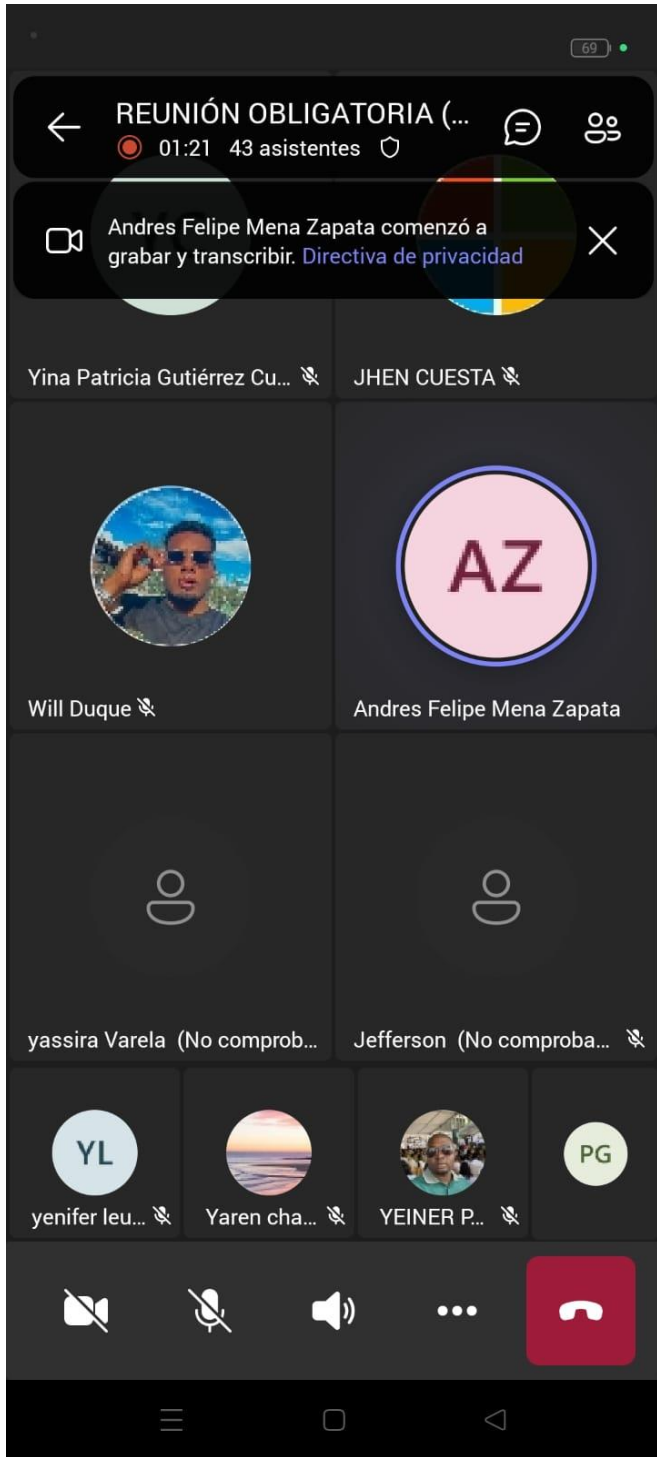 69
REUNIÓN OBLIGATORIA (...
01:21 43 asistentes
Andres Felipe Mena Zapata comenzó a
grabar y transcribir. Directiva de privacidad
Yina Patricia Gutiérrez Cu...
JHEN CUESTA
AZ
Will Duque
Andres Felipe Mena Zapata
yassira Varela (No comprob...
Jefferson (No comproba...
YL
PG
yenifer leu...
Yaren cha...
YEINER P...